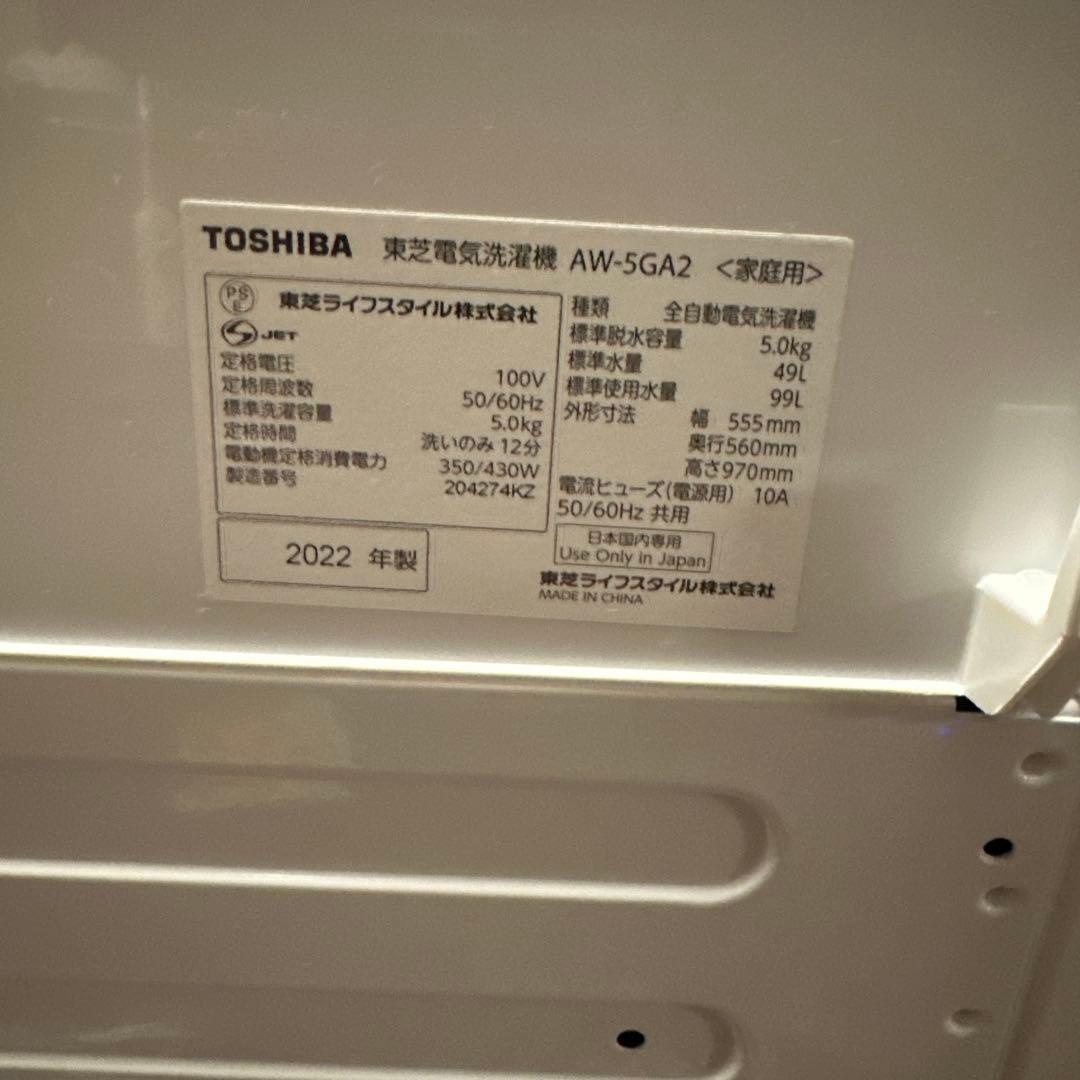 TOSHIBA 東芝電気洗濯機 AW-5GA2 <家庭用>
PSE 東芝ライフスタイル株式会社
JET
定格電圧 100V
定格周波数 50/60Hz
標準洗濯容量 5.0kg
定格時間 洗いのみ 12分
電動機定格消費電力 350/430W
製造番号 204274KZ
2022 年製
種類 全自動電気洗濯機
標準脱水容量 5.0kg
標準水量 49L
標準使用水量 99L
外形寸法 幅 555mm
奥行560mm
高さ970mm
電流ヒューズ(電源用) 10A
50/60Hz 共用
日本国内専用
Use Only in Japan
東芝ライフスタイル株式会社
MADE IN CHINA